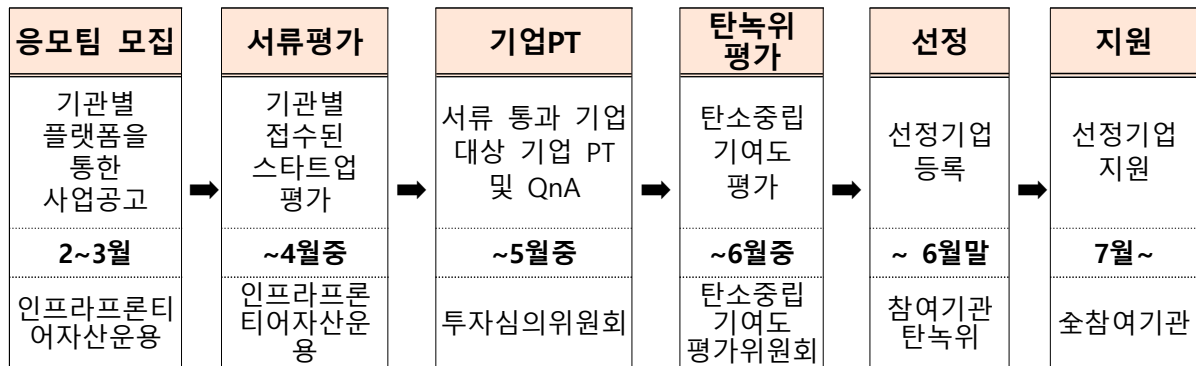 응모팀 모집
기관별
플랫폼을
통한
사업공고
2~3월
인프라프론티
어자산운용
서류평가
기관별
접수된
스타트업
평가
~4월중
인프라프론
티어자산운
용
기업PT
서류 통과 기업
대상 기업 PT
및 QnA
~5월중
투자심의위원회
탄녹위
평가
탄소중립
기여도
평가
~6월중
탄소중립
기여도
평가위원회
선정
선정기업
등록
~ 6월말
참여기관
탄녹위
지원
선정기업
지원
7월~
全참여기관